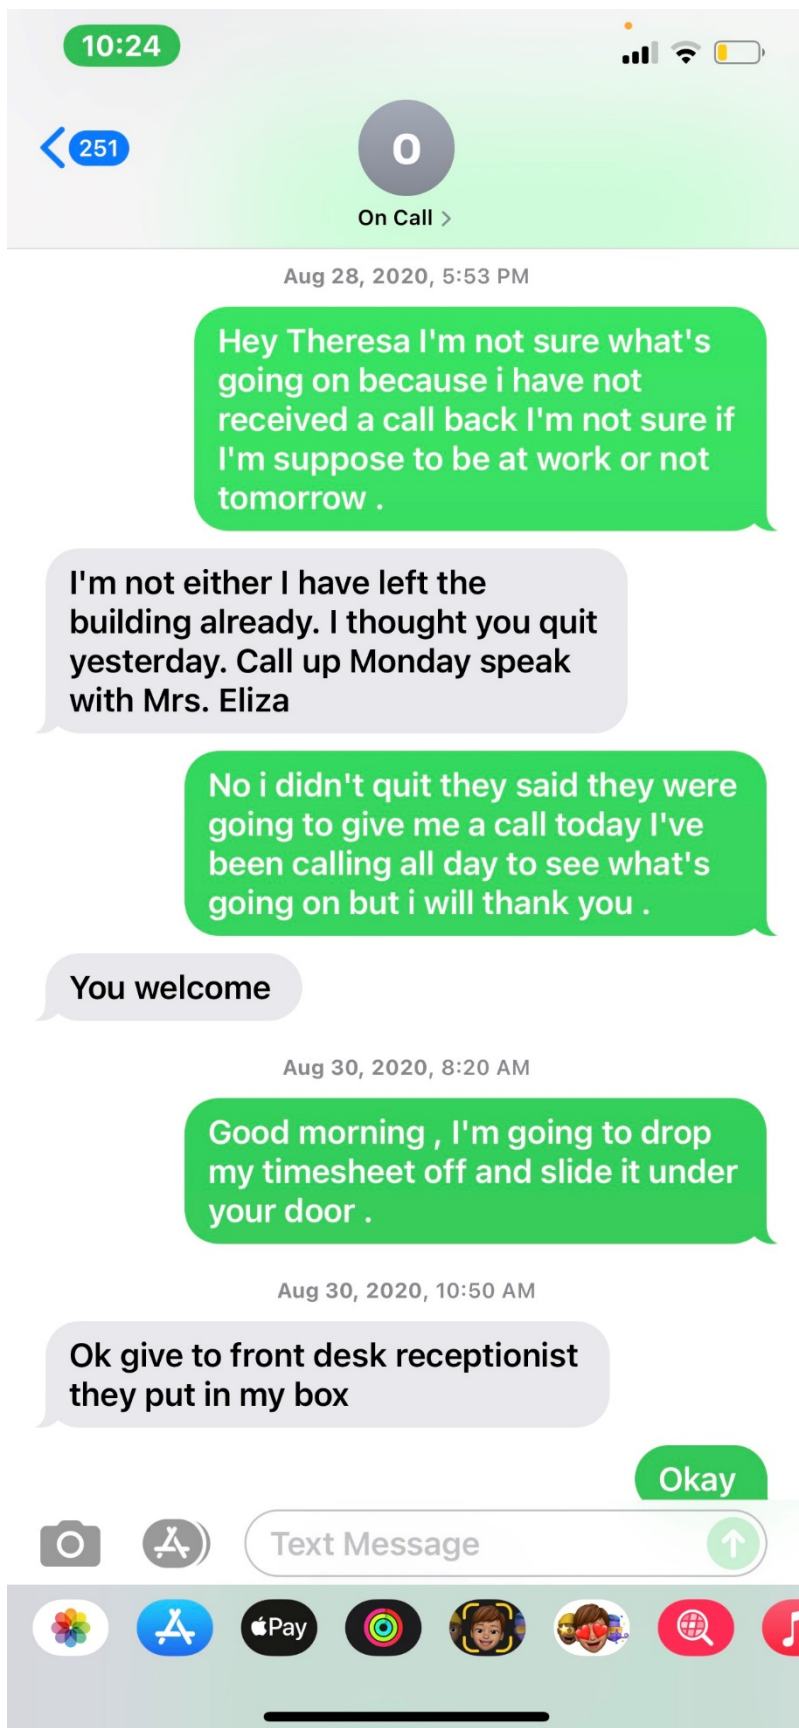 10:24
251
O
On Call >
Aug 28, 2020, 5:53 PM
Hey Theresa I'm not sure what's
going on because i have not
received a call back I'm not sure if
I'm suppose to be at work or not
tomorrow .
I'm not either I have left the
building already. I thought you quit
yesterday. Call up Monday speak
with Mrs. Eliza
No i didn't quit they said they were
going to give me a call today I've
been calling all day to see what's
going on but i will thank you .
You welcome
Aug 30, 2020, 8:20 AM
Good morning , I'm going to drop
my timesheet off and slide it under
your door .
Aug 30, 2020, 10:50 AM
Ok give to front desk receptionist
they put in my box
Okay
Text Message
Pay